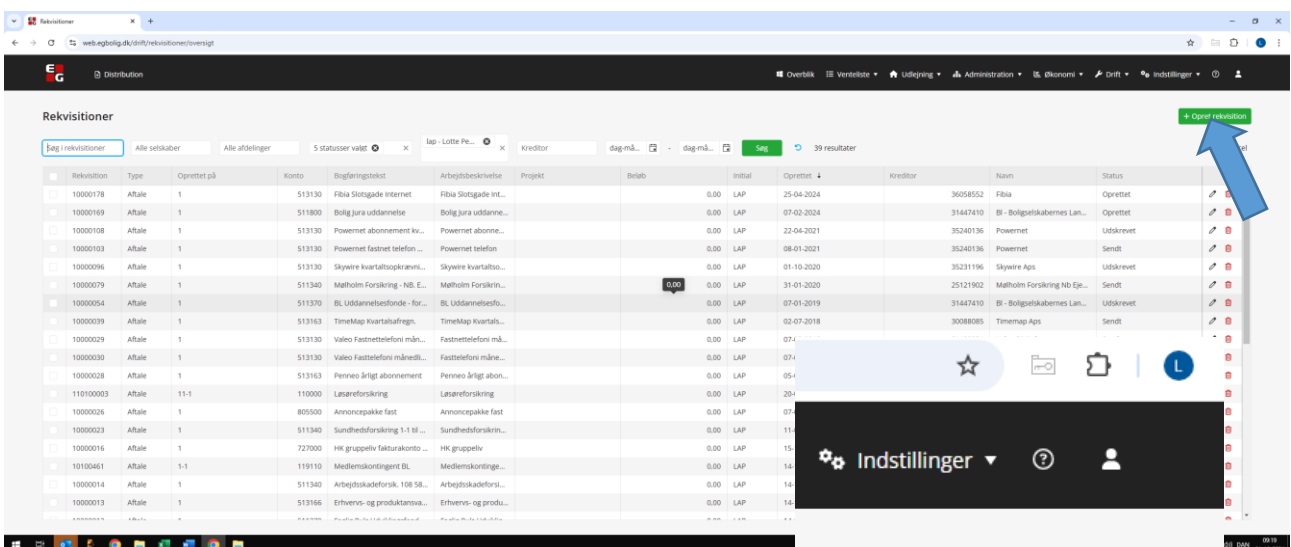 Rekvisitioner
web.egbolig.dk/drift/rekvisitioner/oversigt
EG Distribution Overblik Venteliste Udlejning Administration Økonomi Drift Indstillinger
Rekvisitioner
+ Opret rekvisition
Søg i rekvisitioner Alle selskaber Alle afdelinger 5 statusser valgt lap - Lotte Pe... Kreditor dag-må... - dag-må... Søg 39 resultater
Rekvisition Type Oprettet på Konto Bogføringstekst Arbejdsbeskrivelse Projekt Beløb Initial Oprettet Kreditor Navn Status
10000178 Aftale 1 513130 Fibia Slotsgade Internet Fibia Slotsgade Int... 0,00 LAP 25-04-2024 36058552 Fibia Oprettet
10000169 Aftale 1 511800 Bolig Jura uddannelse Bolig Jura uddanne... 0,00 LAP 07-02-2024 31447410 Bl - Boligselskabernes Lan... Oprettet
10000108 Aftale 1 513130 Powernet abonnement kv... Powernet abonne... 0,00 LAP 22-04-2021 35240136 Powernet Udskrevet
10000103 Aftale 1 513130 Powernet fastnet telefon ... Powernet telefon 0,00 LAP 08-01-2021 35240136 Powernet Sendt
10000096 Aftale 1 513130 Skywire kvartaltsopkrævni... Skywire kvartaltso... 0,00 LAP 01-10-2020 35231196 Skywire Aps Udskrevet
10000079 Aftale 1 511340 Mølholm Forsikring - NB. E... Mølholm Forsikrin... 0,00 0,00 LAP 31-01-2020 25121902 Mølholm Forsikring Nb Eje... Sendt
10000054 Aftale 1 511370 BL Uddannelsesfonde - for... BL Uddannelsesfo... 0,00 LAP 07-01-2019 31447410 Bl - Boligselskabernes Lan... Udskrevet
10000039 Aftale 1 513163 TimeMap Kvartalsafregn. TimeMap Kvartals... 0,00 LAP 02-07-2018 30088085 Timemap Aps Sendt
10000029 Aftale 1 513130 Valeo Fastnettelefoni mån... Fastnettelefoni må... 0,00 LAP
10000030 Aftale 1 513130 Valeo Fasttelefoni månedli... Fasttelefoni måne... 0,00 LAP
10000028 Aftale 1 513163 Penneo årligt abonnement Penneo årligt abon... 0,00 LAP
110100003 Aftale 11-1 110000 Løsøreforsikring Løsøreforsikring 0,00 LAP
10000026 Aftale 1 805500 Annoncepakke fast Annoncepakke fast 0,00 LAP
10000023 Aftale 1 511340 Sundhedsforsikring 1-1 til ... Sundhedsforsikrin... 0,00 LAP
10000016 Aftale 1 727000 HK gruppeliv fakturakonto ... HK gruppeliv 0,00 LAP
10100461 Aftale 1-1 119110 Medlemskontingent BL Medlemskontinge... 0,00 LAP
10000014 Aftale 1 511340 Arbejdsskadeforsik. 108 58... Arbejdsskadeforsi... 0,00 LAP
10000013 Aftale 1 513166 Erhvervs- og produktansva... Erhvervs- og produ... 0,00 LAP
L
Indstillinger
DAN 09:19